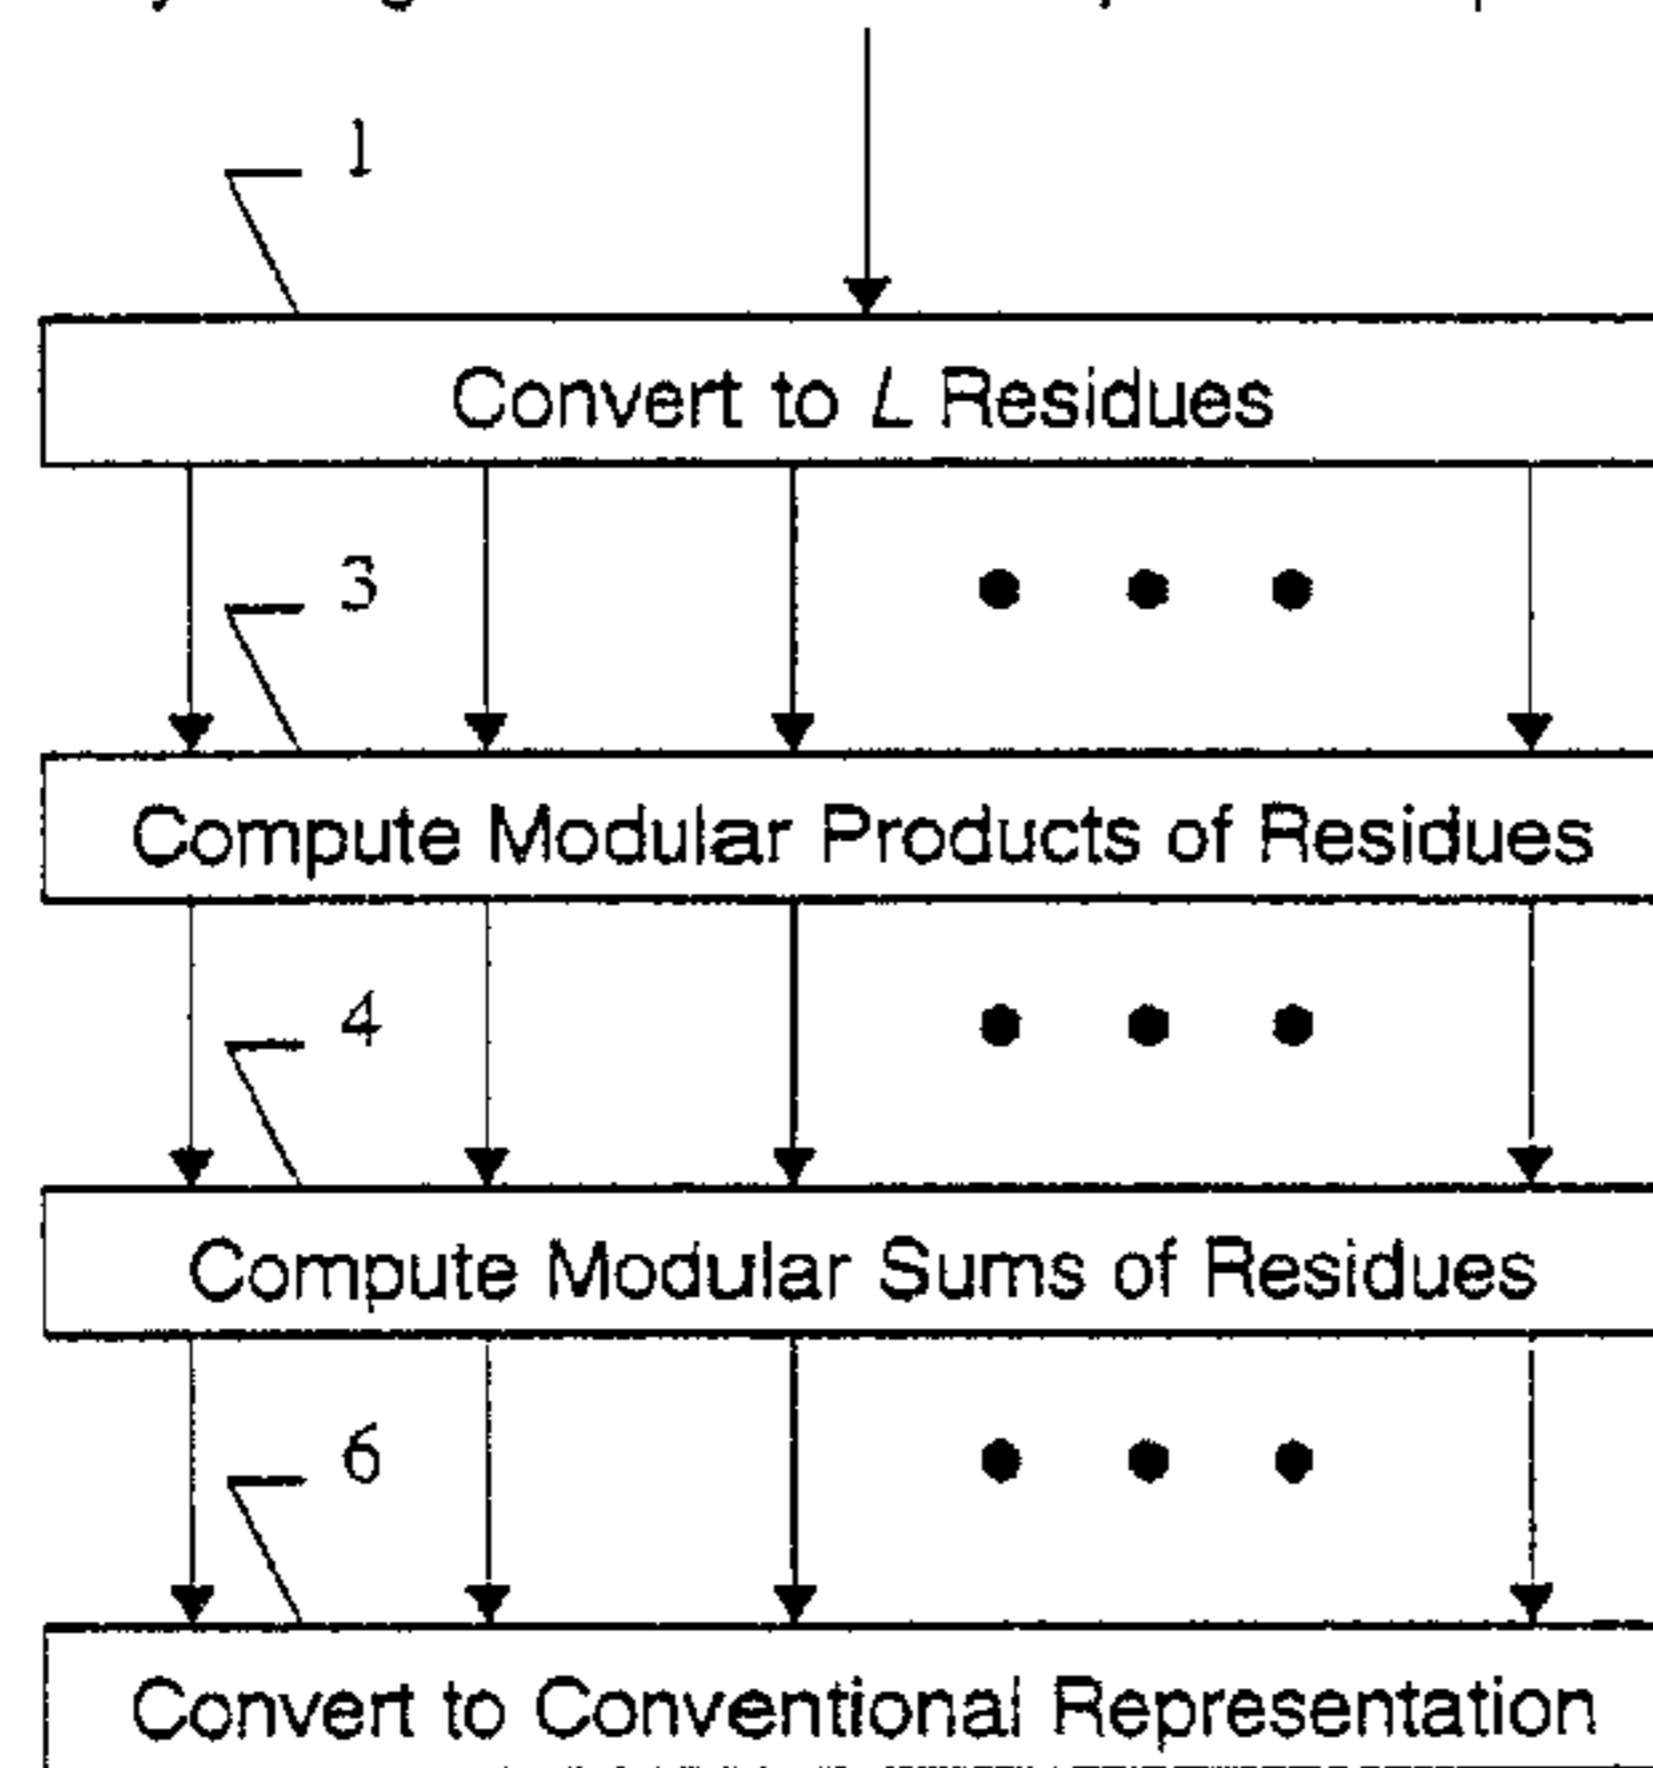 1
Convert to L Residues
3
Compute Modular Products of Residues
4
Compute Modular Sums of Residues
6
Convert to Conventional Representation